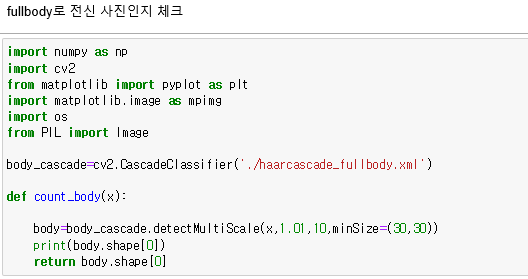 fullbody로 전신 사진인지 체크
import numpy as np
import cv2
from matplotlib import pyplot as plt
import matplotlib.image as mpimg
import os
from PIL import Image
body_cascade=cv2.CascadeClassifier('./haarcascade_fullbody.xml')
def count_body(x):
body=body_cascade.detectMultiScale(x,1.01,10,minSize=(30,30))
print(body.shape[0])
return body.shape[0]